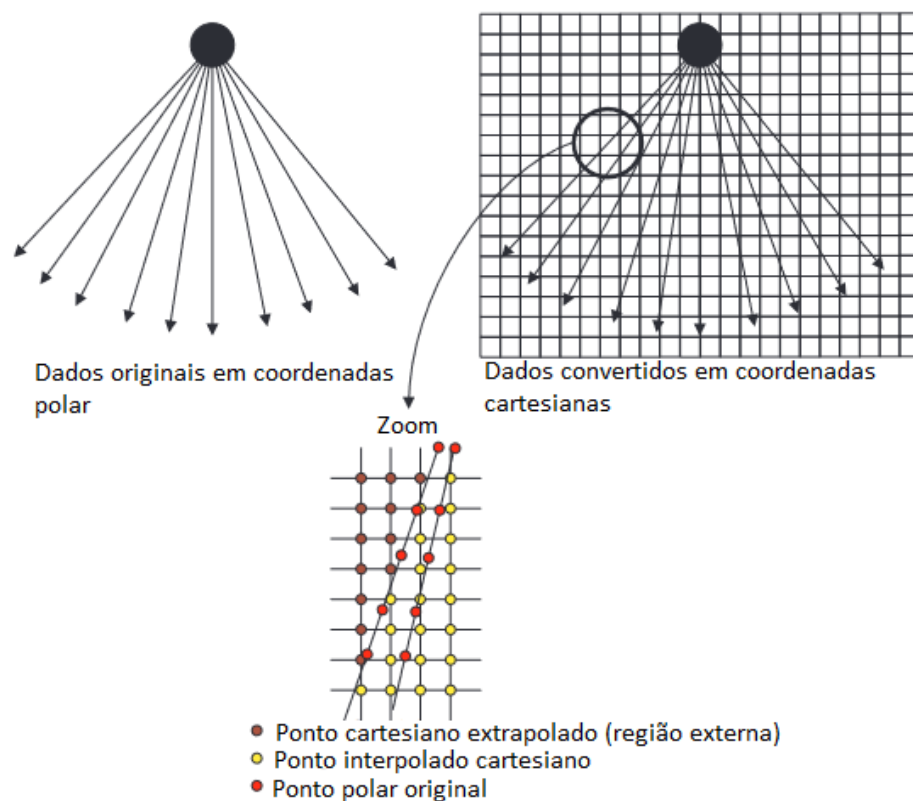 Dados originais em coordenadas
polar
Dados convertidos em coordenadas
cartesianas
Zoom
Ponto cartesiano extrapolado (região externa)
Ponto interpolado cartesiano
Ponto polar original